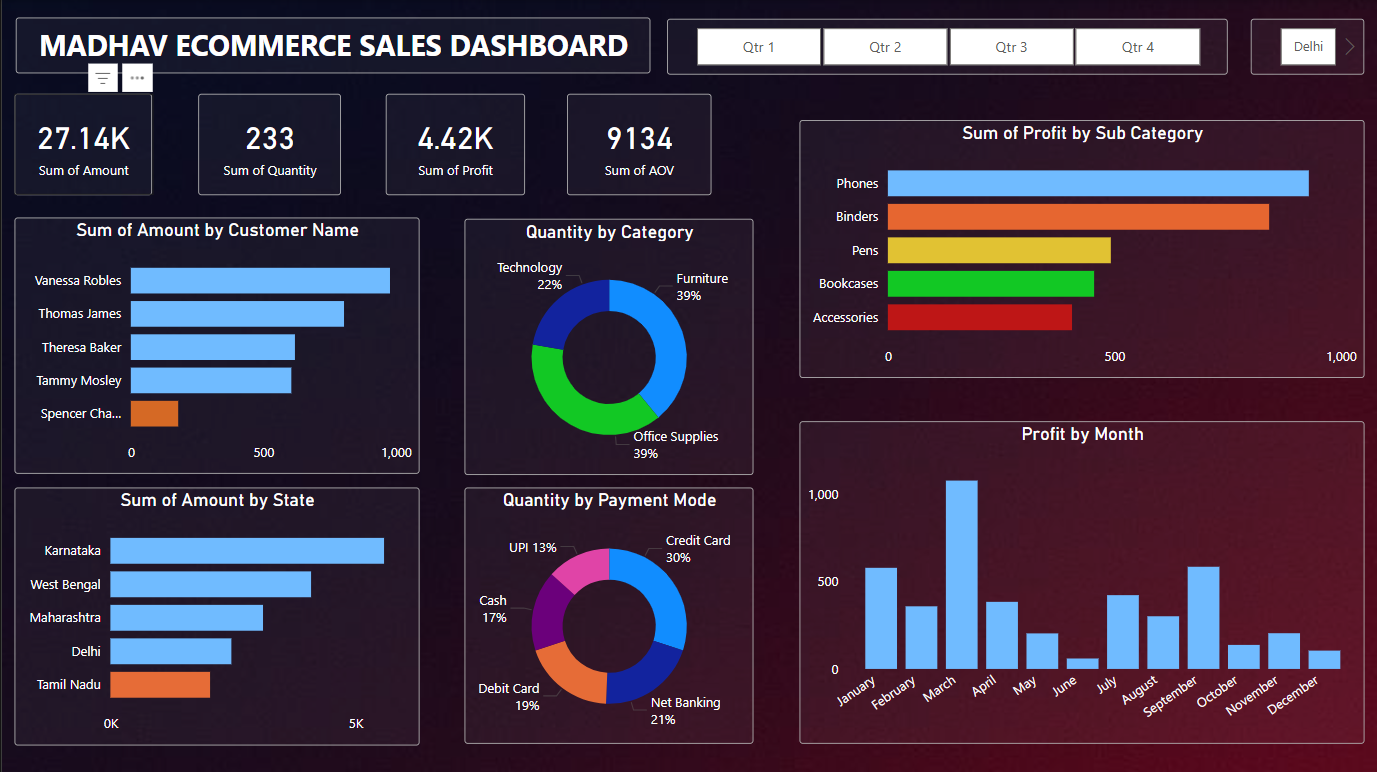 MADHAV ECOMMERCE SALES DASHBOARD
Qtr 1
Qtr 2
Qtr 3
Qtr 4
Delhi
27.14K
Sum of Amount
233
Sum of Quantity
4.42K
Sum of Profit
9134
Sum of AOV
Sum of Profit by Sub Category
Phones
Binders
Pens
Bookcases
Accessories
0
500
1,000
Sum of Amount by Customer Name
Vanessa Robles
Thomas James
Theresa Baker
Tammy Mosley
Spencer Cha...
0
500
1,000
Quantity by Category
Technology
22%
Furniture
39%
Office Supplies
39%
Profit by Month
1,000
500
0
January
February
March
April
May
June
July
August
September
October
November
December
Sum of Amount by State
Karnataka
West Bengal
Maharashtra
Delhi
Tamil Nadu
0K
5K
Quantity by Payment Mode
UPI 13%
Credit Card
30%
Cash
17%
Debit Card
19%
Net Banking
21%